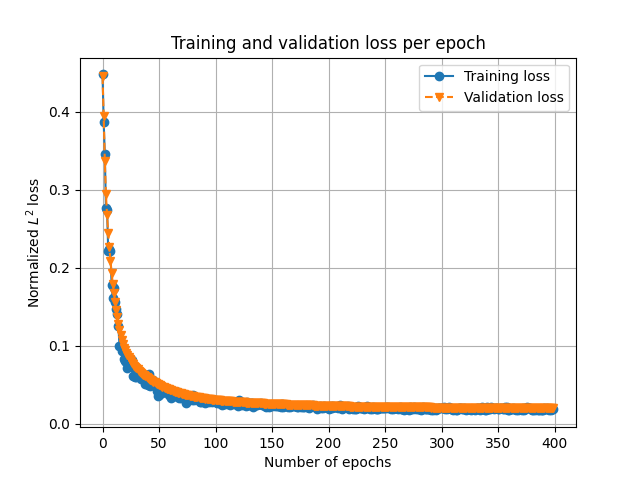 Training and validation loss per epoch
Training loss
Validation loss
Normalized L² loss
0.4
0.3
0.2
0.1
0.0
0 50 100 150 200 250 300 350 400
Number of epochs